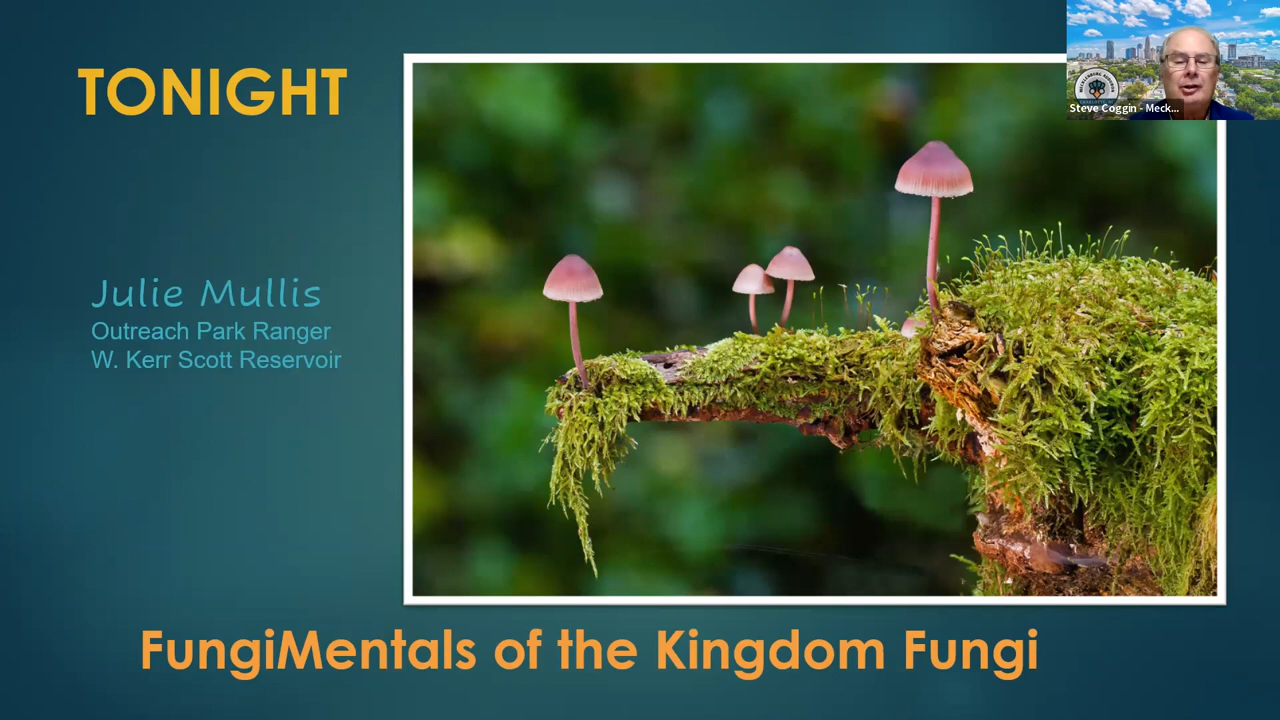 TONIGHT
Steve Coggin - Meck...
Julie Mullis
Outreach Park Ranger
W. Kerr Scott Reservoir
FungiMentals of the Kingdom Fungi